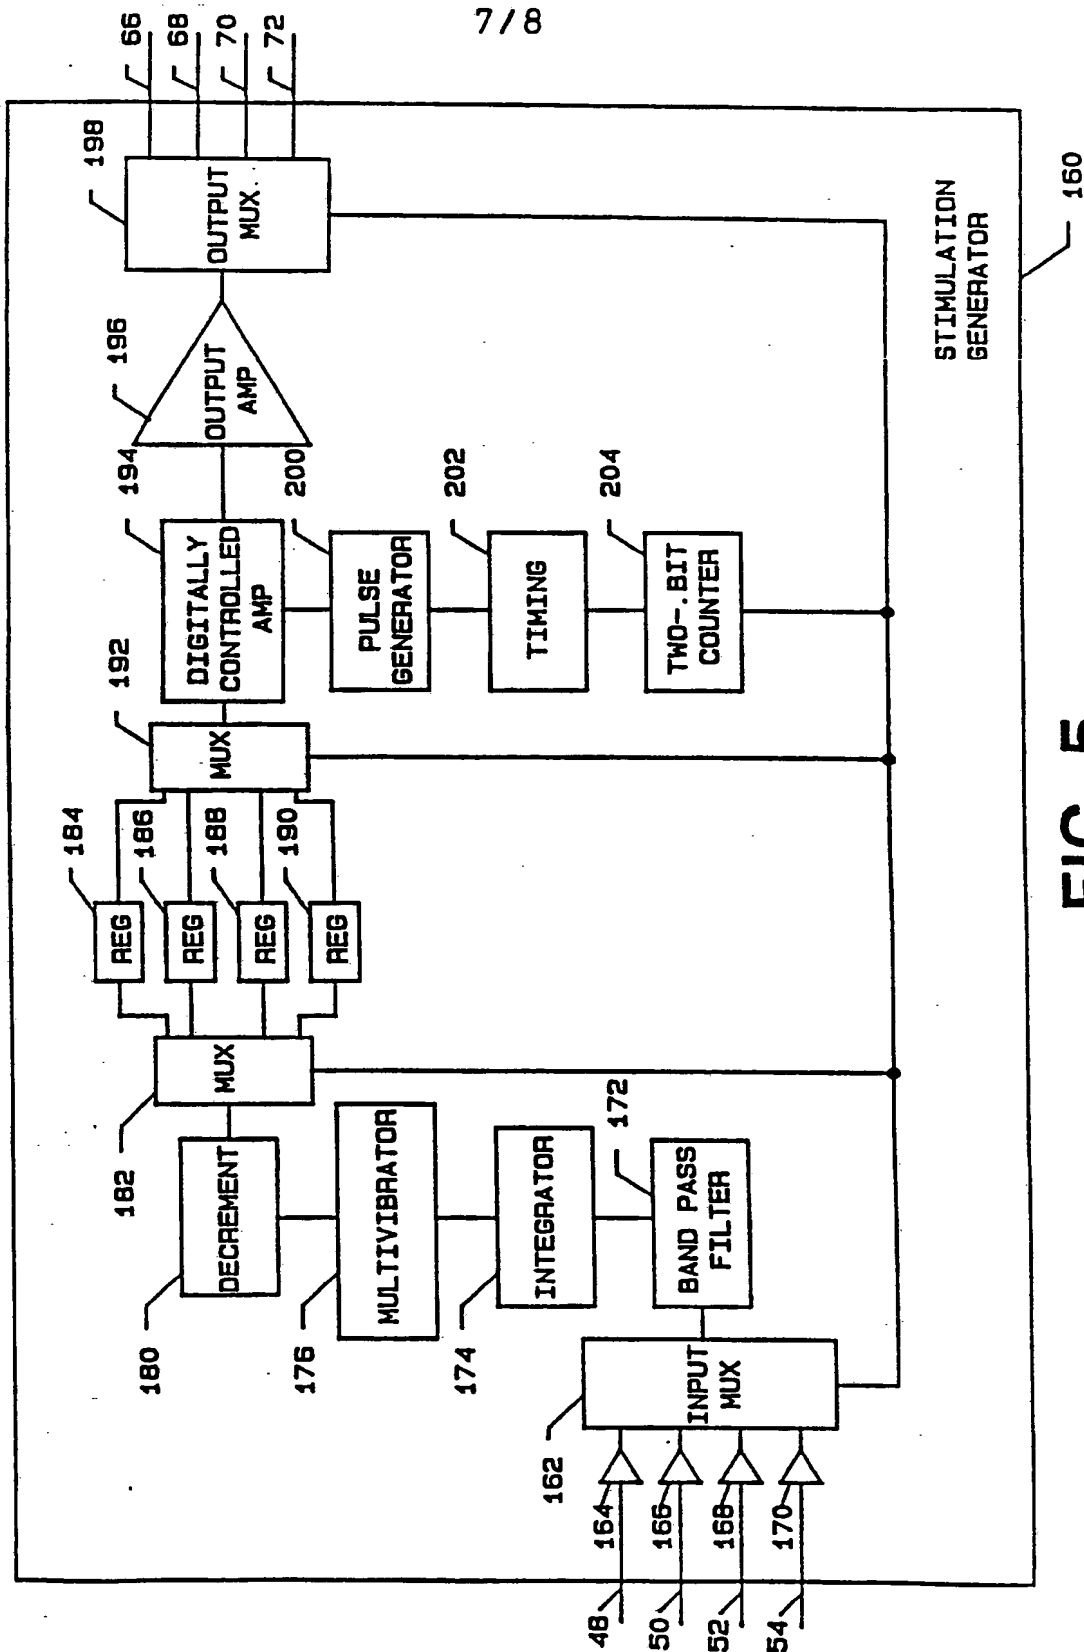 7/8
66
68
70
72
198
OUTPUT
MUX.
196
OUTPUT
AMP
194
DIGITALLY
CONTROLLED
AMP
200
PULSE
GENERATOR
202
TIMING
204
TWO-.BIT
COUNTER
192
MUX
184
REG
186
REG
188
REG
190
REG
182
MUX
180
DECREMENT
176
MULTIVIBRATOR
174
INTEGRATOR
172
BAND PASS
FILTER
162
INPUT
MUX
164
166
168
170
48
50
52
54
STIMULATION
GENERATOR
160
FIG. 5